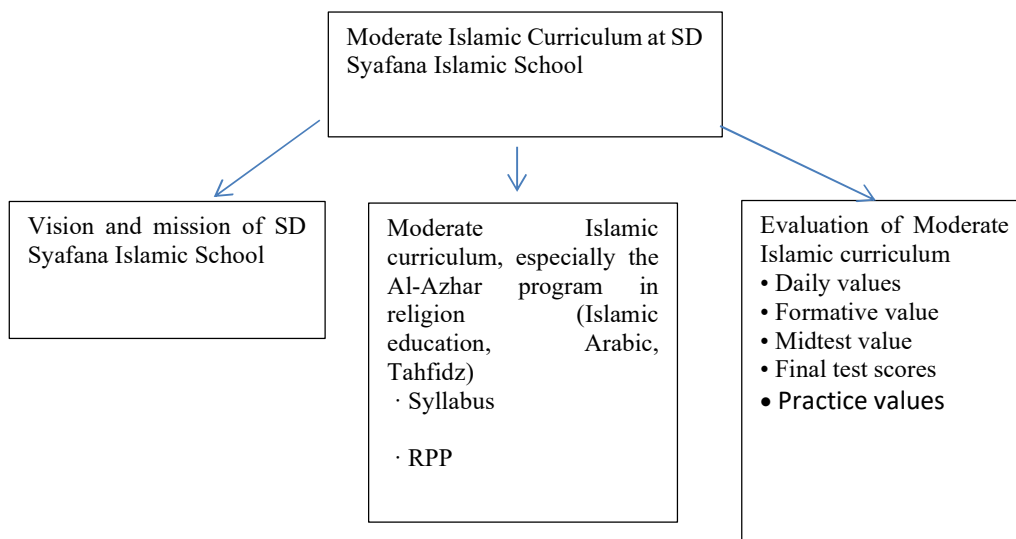 Moderate Islamic Curriculum at SD
Syafana Islamic School
Vision and mission of SD
Syafana Islamic School
Moderate Islamic
curriculum, especially the
Al-Azhar program in
religion (Islamic
education, Arabic,
Tahfidz)
· Syllabus
· RPP
Evaluation of Moderate
Islamic curriculum
• Daily values
• Formative value
• Midtest value
• Final test scores
• Practice values